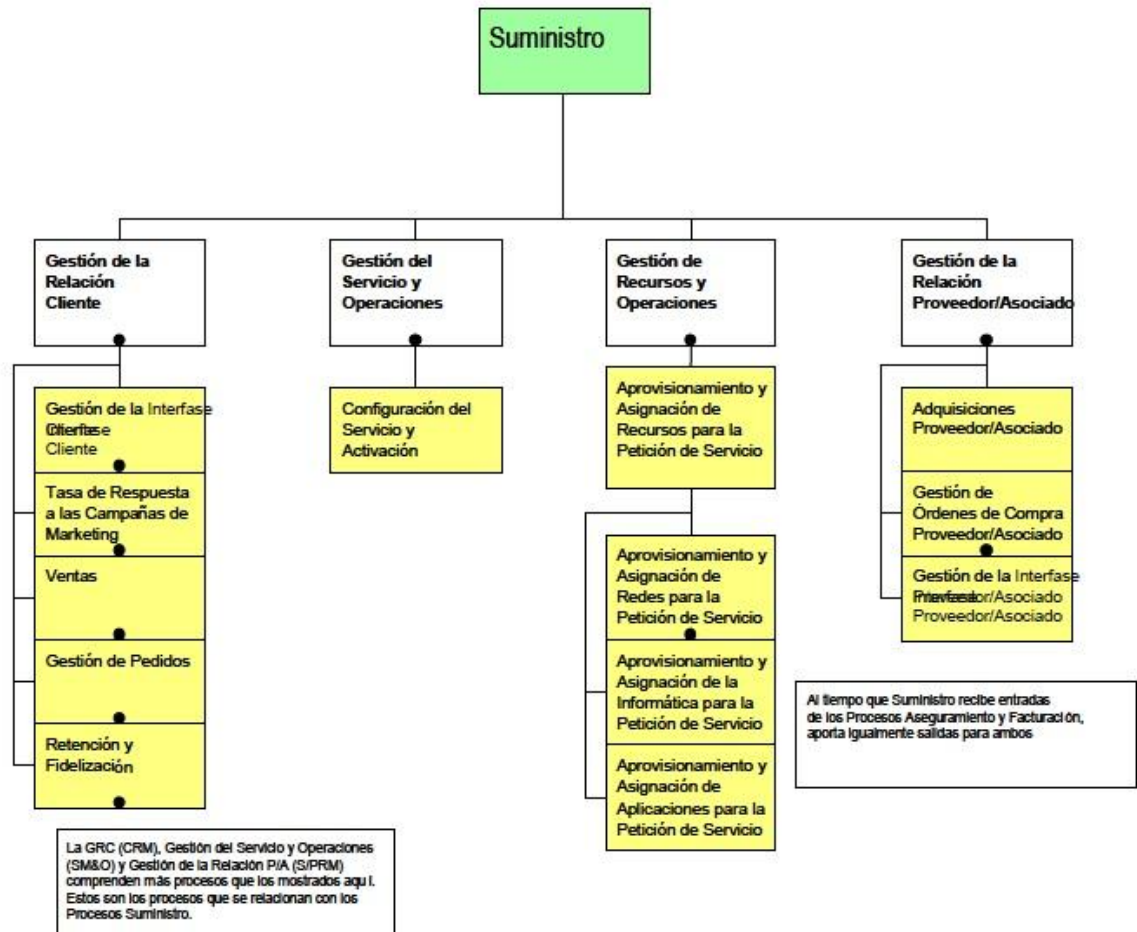 Suministro
Gestión de la
Relación
Cliente
Gestión del
Servicio y
Operaciones
Gestión de
Recursos y
Operaciones
Gestión de la
Relación
Proveedor/Asociado
Gestión de la Interfase
Cliente
Tasa de Respuesta
a las Campañas de
Marketing
Ventas
Gestión de Pedidos
Retención y
Fidelización
Configuración del
Servicio y
Activación
Aprovisionamiento y
Asignación de
Recursos para la
Petición de Servicio
Aprovisionamiento y
Asignación de
Redes para la
Petición de Servicio
Aprovisionamiento y
Asignación de la
Informática para la
Petición de Servicio
Aprovisionamiento y
Asignación de
Aplicaciones para la
Petición de Servicio
Adquisiciones
Proveedor/Asociado
Gestión de
Órdenes de Compra
Proveedor/Asociado
Gestión de la Interfase
Proveedor/Asociado
Al tiempo que Suministro recibe entradas
de los Procesos Aseguramiento y Facturación,
aporta igualmente salidas para ambos
La GRC (CRM), Gestión del Servicio y Operaciones
(SM&O) y Gestión de la Relación P/A (S/PRM)
comprenden más procesos que los mostrados aquí.
Estos son los procesos que se relacionan con los
Procesos Suministro.